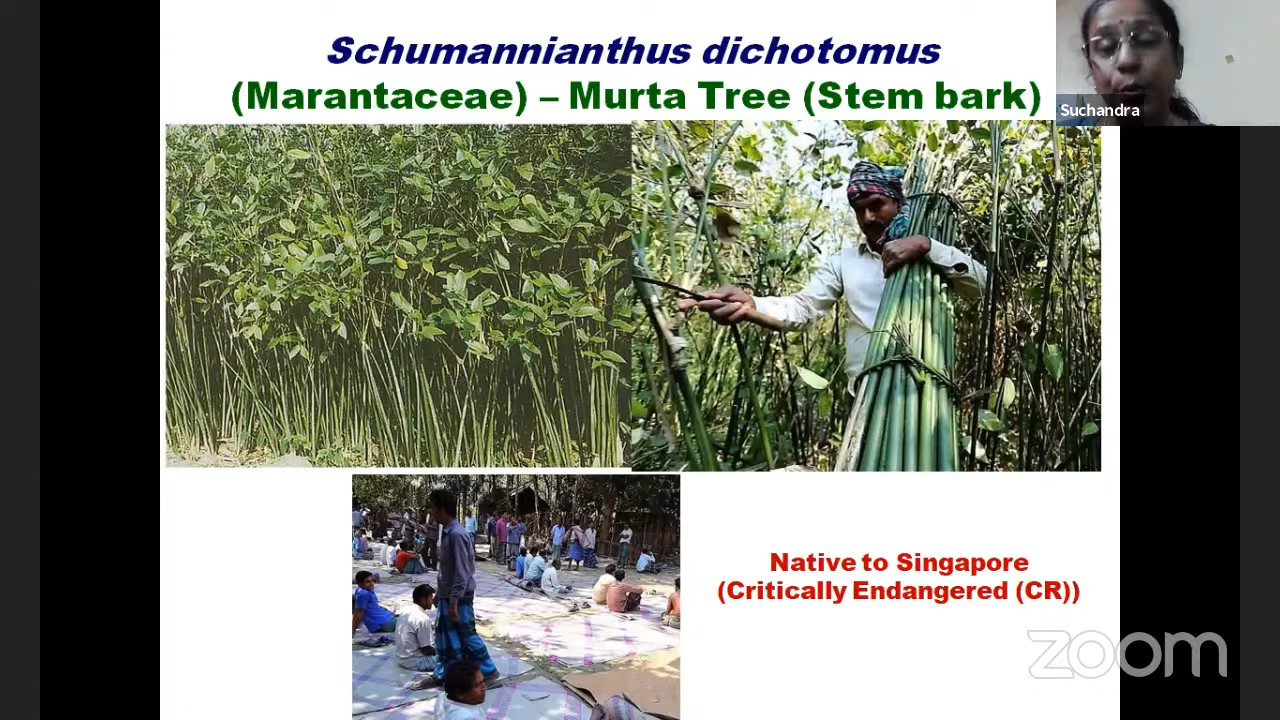 Schumannianthus dichotomus
(Marantaceae) – Murta Tree (Stem bark)
Suchandra
Native to Singapore
(Critically Endangered (CR))
zoom